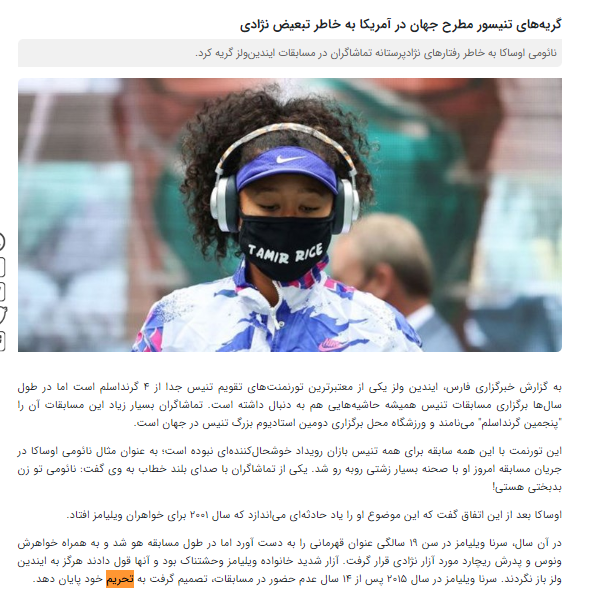 گریه‌های تنیسور مطرح جهان در آمریکا به خاطر تبعیض نژادی
نائومی اوساکا به خاطر رفتارهای نژادپرستانه تماشاگران در مسابقات ایندین‌ولز گریه کرد.
TAMIR RICE
به گزارش خبرگزاری فارس، ایندین ولز یکی از معتبرترین تورنمنت‌های تقویم تنیس جدا از ۴ گرنداسلم است اما در طول
سال‌ها برگزاری مسابقات تنیس همیشه حاشیه‌هایی هم به دنبال داشته است. تماشاگران بسیار زیاد این مسابقات آن را
"پنجمین گرنداسلم" می‌نامند و ورزشگاه محل برگزاری دومین استادیوم بزرگ تنیس در جهان است.
این تورنمت با این همه سابقه برای همه تنیس بازان رویداد خوشحال‌کننده‌ای نبوده است؛ به عنوان مثال نائومی اوساکا در
جریان مسابقه امروز او با صحنه بسیار زشتی روبه رو شد. یکی از تماشاگران با صدای بلند خطاب به وی گفت: نائومی تو زن
بدبختی هستی!
اوساکا بعد از این اتفاق گفت که این موضوع او را یاد حادثه‌ای می‌اندازد که سال ۲۰۰۱ برای خواهران ویلیامز افتاد.
در آن سال، سرنا ویلیامز در سن ۱۹ سالگی عنوان قهرمانی را به دست آورد اما در طول مسابقه هو شد و به همراه خواهرش
ونوس و پدرش ریچارد مورد آزار نژادی قرار گرفت. آزار شدید خانواده ویلیامز وحشتناک بود و آنها قول دادند هرگز به ایندین
ولز باز نگردند. سرنا ویلیامز در سال ۲۰۱۵ پس از ۱۴ سال عدم حضور در مسابقات، تصمیم گرفت به تحریم خود پایان دهد.